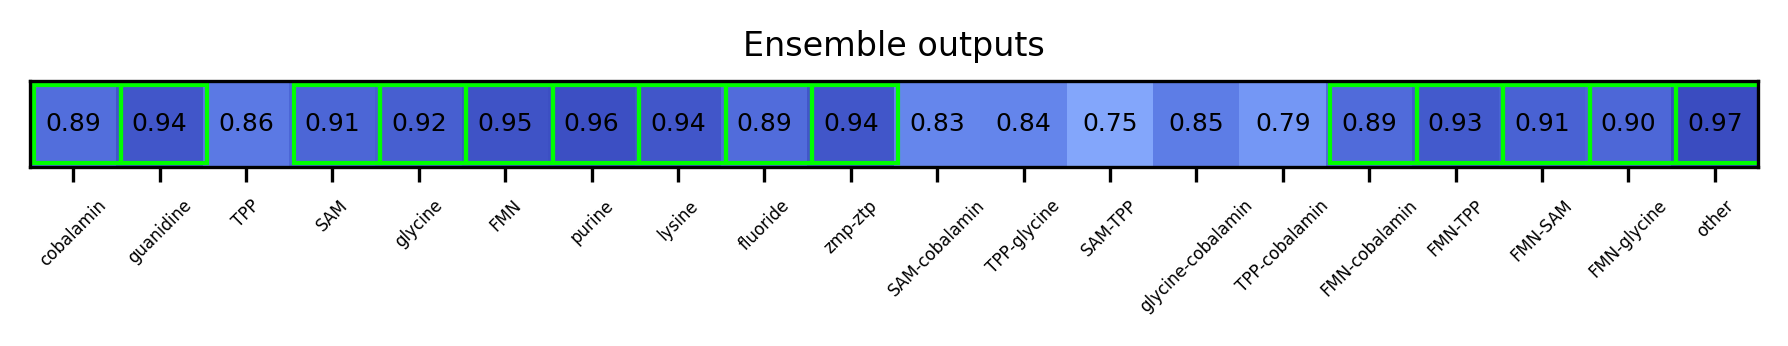 Ensemble outputs
0.89 0.94 0.86 0.91 0.92 0.95 0.96 0.94 0.89 0.94 0.83 0.84 0.75 0.85 0.79 0.89 0.93 0.91 0.90 0.97
cobalamin guanidine TPP SAM glycine FMN purine lysine fluoride zmp-ztp SAM-cobalamin TPP-glycine SAM-TPP glycine-cobalamin TPP-cobalamin FMN-cobalamin FMN-TPP FMN-SAM FMN-glycine other